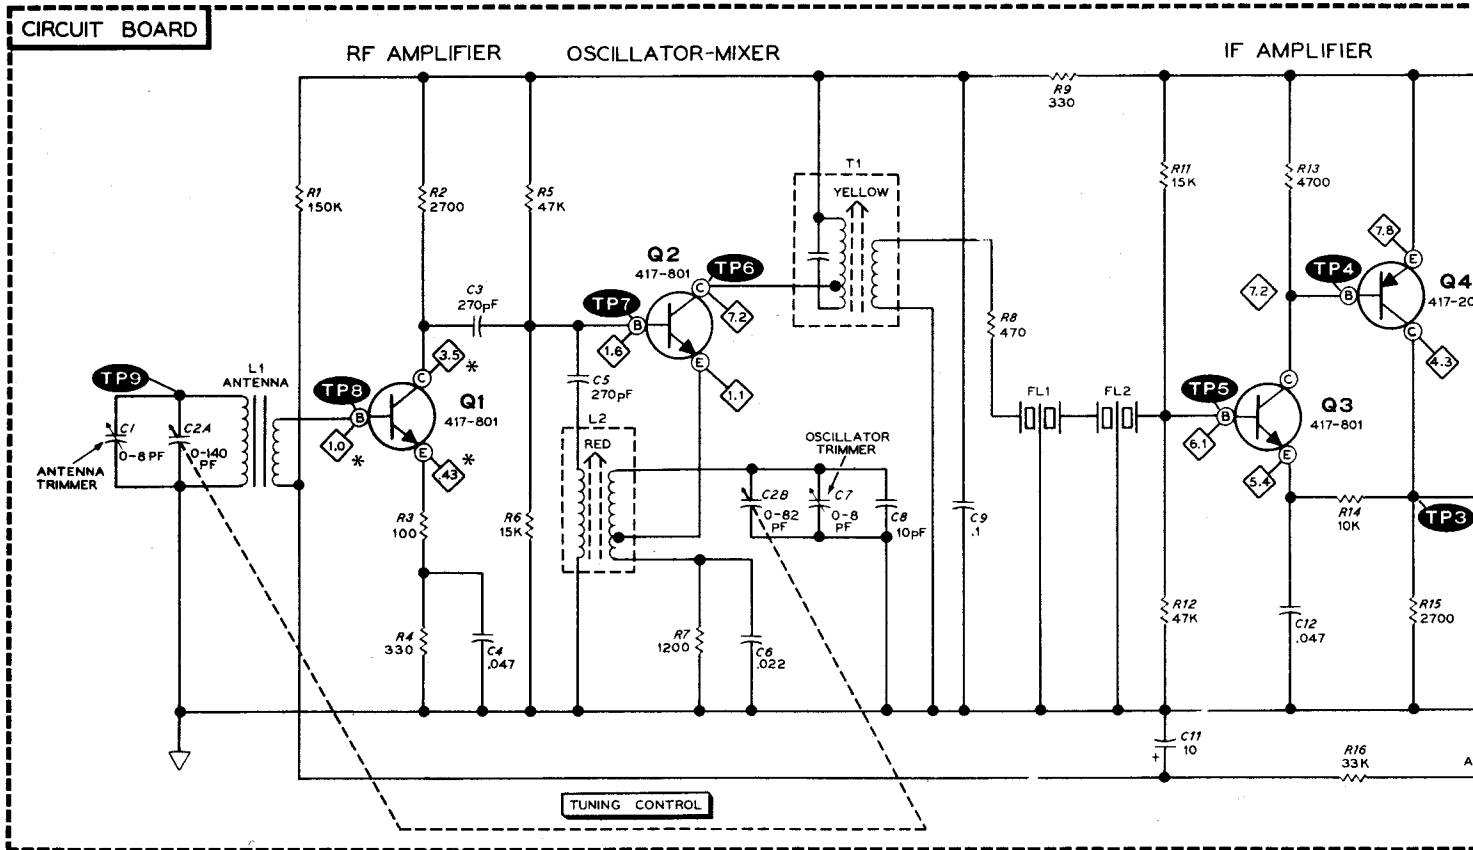 CIRCUIT BOARD
RF AMPLIFIER
OSCILLATOR-MIXER
IF AMPLIFIER
R9
330
T1
YELLOW
R1
150K
R2
2700
R5
47K
R11
15K
R13
4700
Q2
417-801
TP6
C
7.2
TP7
B
1.6
E
1.1
C3
270pF
R8
470
7.8
E
TP4
B
7.2
Q4
417-20
C
4.3
TP9
L1
ANTENNA
TP8
B
1.0
*
C
3.5
*
Q1
417-801
E
.43
*
C5
270pF
L2
RED
FL1
FL2
TP5
B
6.1
C
Q3
417-801
E
5.4
C1
0-8 PF
ANTENNA
TRIMMER
C2A
0-140
PF
OSCILLATOR
TRIMMER
C2B
0-82
PF
C7
0-8
PF
C8
10pF
C9
.1
R3
100
R6
15K
R14
10K
TP3
R4
330
C4
.047
R7
1200
C6
.022
R12
47K
C12
.047
R15
2700
C11
10
+
R16
33K
A
TUNING CONTROL